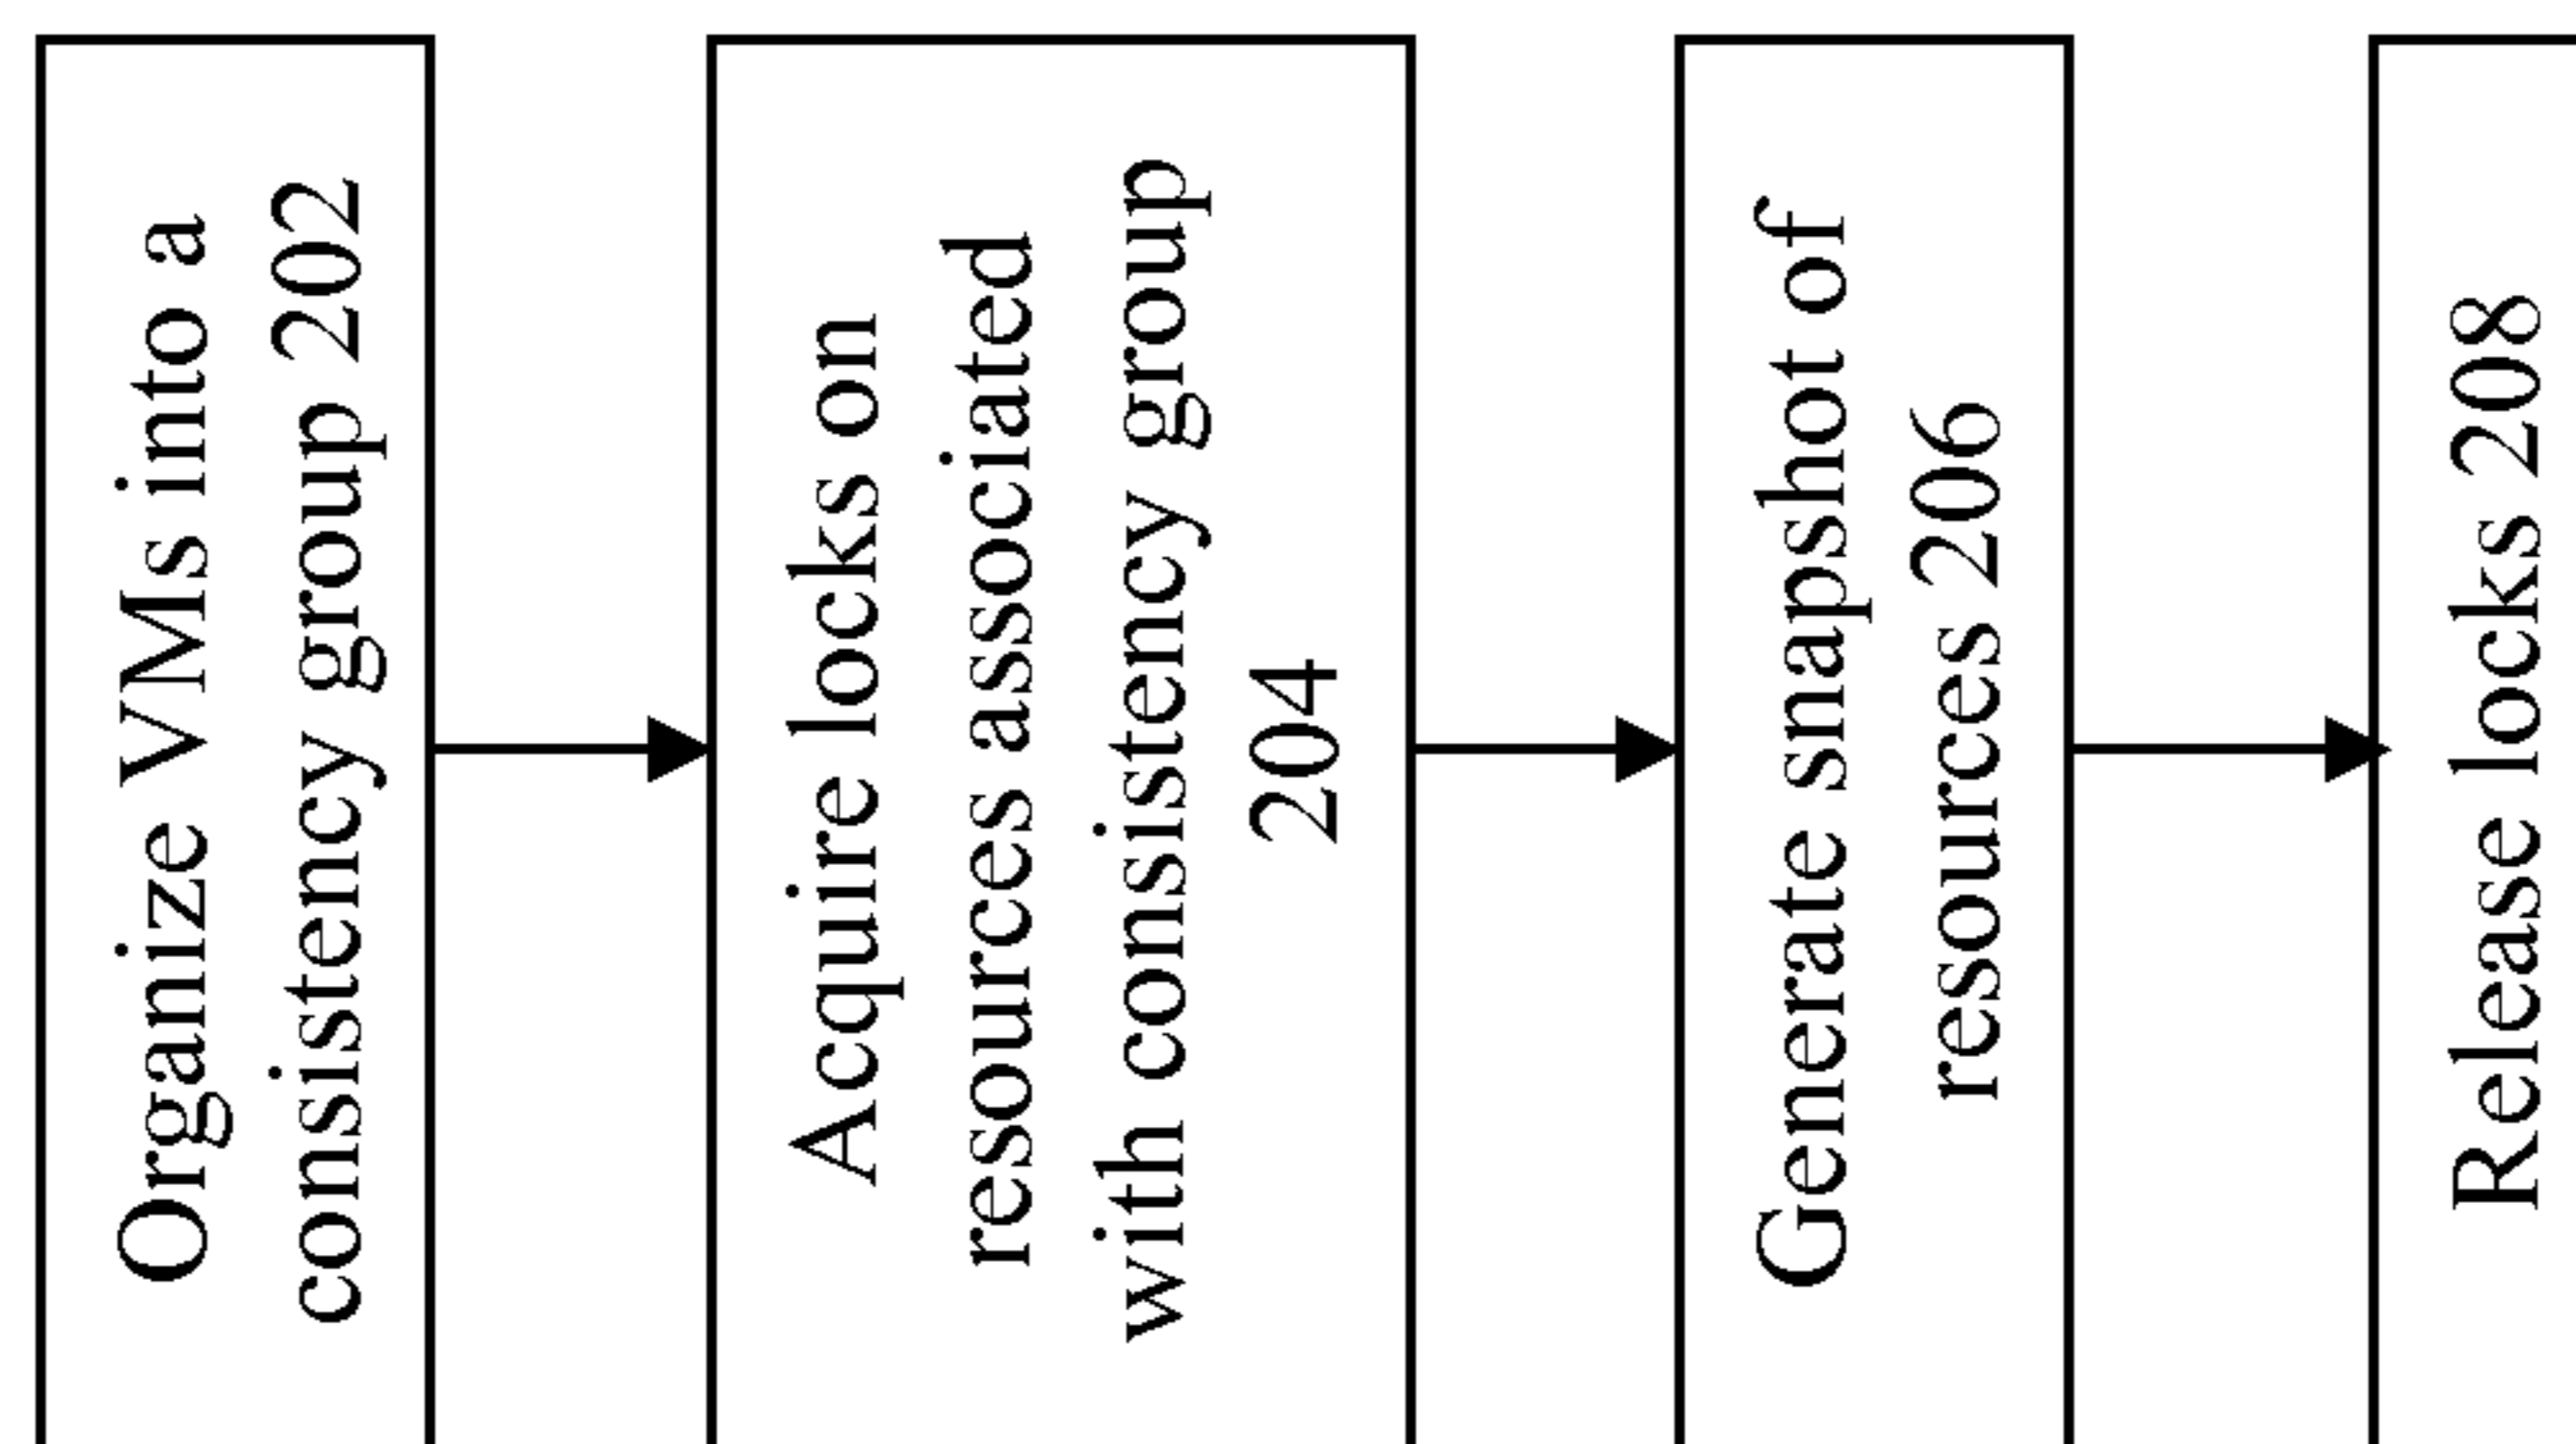 Organize VMs into a
consistency group 202
Acquire locks on
resources associated
with consistency group
204
Generate snapshot of
resources 206
Release locks 208